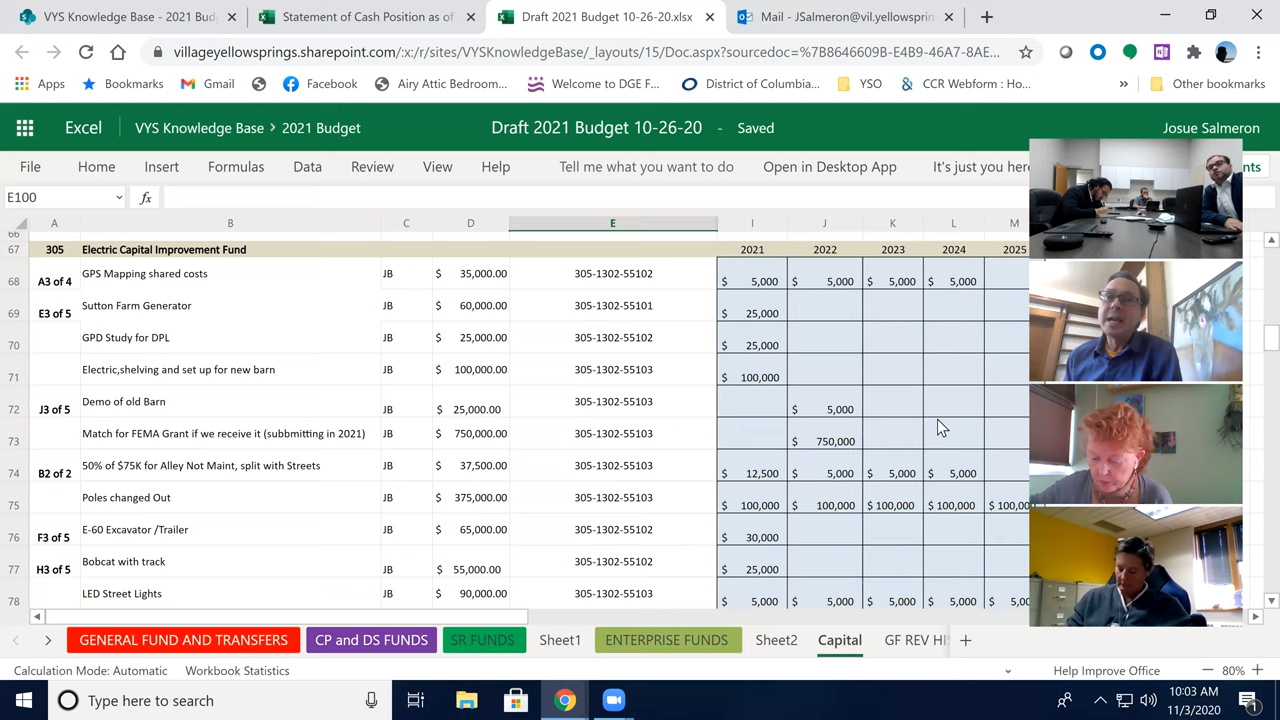 VYS Knowledge Base - 2021 Bud
Statement of Cash Position as of
Draft 2021 Budget 10-26-20.xlsx
Mail - JSalmeron@vil.yellowsprin
villageyellowsprings.sharepoint.com/:x:/r/sites/VYSKnowledgeBase/_layouts/15/Doc.aspx?sourcedoc=%7B8646609B-E4B9-46A7-8AE...
Apps Bookmarks Gmail Facebook Airy Attic Bedroom... Welcome to DGE F... District of Columbia... YSO CCR Webform : Ho... » Other bookmarks
Excel VYS Knowledge Base > 2021 Budget Draft 2021 Budget 10-26-20 - Saved Josue Salmeron
File Home Insert Formulas Data Review View Help Tell me what you want to do Open in Desktop App It's just you here nts
E100 fx
A B C D E I J K L M
66
67 305 Electric Capital Improvement Fund 2021 2022 2023 2024 2025
68 A3 of 4 GPS Mapping shared costs JB $ 35,000.00 305-1302-55102 $ 5,000 $ 5,000 $ 5,000 $ 5,000
69 E3 of 5 Sutton Farm Generator JB $ 60,000.00 305-1302-55101 $ 25,000
70 GPD Study for DPL JB $ 25,000.00 305-1302-55102 $ 25,000
71 Electric,shelving and set up for new barn JB $ 100,000.00 305-1302-55103 $ 100,000
72 J3 of 5 Demo of old Barn JB $ 25,000.00 305-1302-55103 $ 5,000
73 Match for FEMA Grant if we receive it (subbmitting in 2021) JB $ 750,000.00 305-1302-55103 $ 750,000
74 B2 of 2 50% of $75K for Alley Not Maint, split with Streets JB $ 37,500.00 305-1302-55103 $ 12,500 $ 5,000 $ 5,000 $ 5,000
75 Poles changed Out JB $ 375,000.00 305-1302-55103 $ 100,000 $ 100,000 $ 100,000 $ 100,000 $ 100,00
76 F3 of 5 E-60 Excavator /Trailer JB $ 65,000.00 305-1302-55102 $ 30,000
77 H3 of 5 Bobcat with track JB $ 55,000.00 305-1302-55102 $ 25,000
78 LED Street Lights JB $ 90,000.00 305-1302-55103 $ 5,000 $ 5,000 $ 5,000 $ 5,000 $ 5,00
GENERAL FUND AND TRANSFERS CP and DS FUNDS SR FUNDS Sheet1 ENTERPRISE FUNDS Sheet2 Capital GF REV HI
Calculation Mode: Automatic Workbook Statistics Help Improve Office 80%
Type here to search
10:03 AM
11/3/2020
1